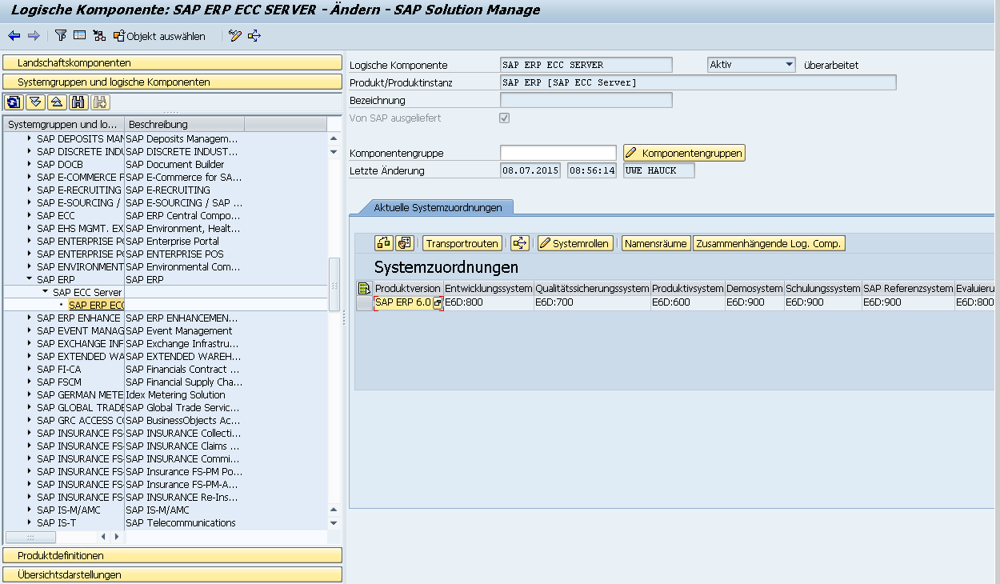 Logische Komponente: SAP ERP ECC SERVER - Ändern - SAP Solution Manage
Objekt auswählen
Landschaftskomponenten
Systemgruppen und logische Komponenten
Systemgruppen und lo... Beschreibung
SAP DEPOSITS MAN SAP Deposits Managem...
SAP DISCRETE INDU SAP DISCRETE INDUST...
SAP DOCB SAP Document Builder
SAP E-COMMERCE F SAP E-Commerce for SA...
SAP E-RECRUITING SAP E-RECRUITING
SAP E-SOURCING / SAP E-SOURCING / SAP ...
SAP ECC SAP ERP Central Compo...
SAP EHS MGMT. EX SAP Environment, Healt...
SAP ENTERPRISE PO SAP Enterprise Portal
SAP ENTERPRISE PO SAP ENTERPRISE POS
SAP ENVIRONMENT SAP Environmental Com...
SAP ERP SAP ERP
SAP ECC Server
SAP ERP ECC
SAP ERP ENHANCE SAP ERP ENHANCEMEN...
SAP EVENT MANAG SAP Event Management
SAP EXCHANGE INF SAP Exchange Infrastru...
SAP EXTENDED WA SAP EXTENDED WAREH...
SAP FI-CA SAP Financials Contract ...
SAP FSCM SAP Financial Supply Cha...
SAP GERMAN METE Idex Metering Solution
SAP GLOBAL TRADE SAP Global Trade Servic...
SAP GRC ACCESS CO SAP BusinessObjects Ac...
SAP INSURANCE FS- SAP INSURANCE Collecti...
SAP INSURANCE FS- SAP INSURANCE Claims ...
SAP INSURANCE FS- SAP INSURANCE Commi...
SAP INSURANCE FS- SAP Insurance FS-PM Po...
SAP INSURANCE FS- SAP Insurance FS-PM-A...
SAP INSURANCE FS- SAP INSURANCE Re-Ins...
SAP IS-M/AMC SAP IS-M/AMC
SAP IS-T SAP Telecommunications
Produktdefinitionen
Übersichtsdarstellungen
Logische Komponente SAP ERP ECC SERVER Aktiv überarbeitet
Produkt/Produktinstanz SAP ERP [SAP ECC Server]
Bezeichnung
Von SAP ausgeliefert
Komponentengruppe Komponentengruppen
Letzte Änderung 08.07.2015 08:56:14 UWE HAUCK
Aktuelle Systemzuordnungen
Transportrouten Systemrollen Namensräume Zusammenhängende Log. Comp.
Systemzuordnungen
Produktversion Entwicklungssystem Qualitätssicherungssystem Produktivsystem Demosystem Schulungssystem SAP Referenzsystem Evaluieru
SAP ERP 6.0 E6D:800 E6D:700 E6D:600 E6D:900 E6D:900 E6D:900 E6D:800